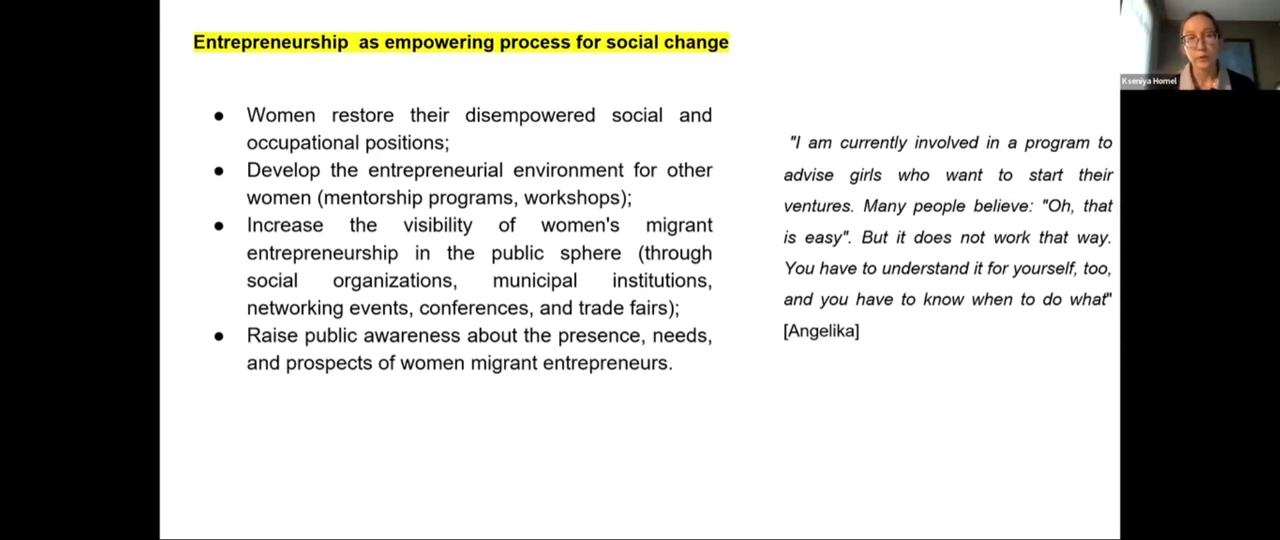 Entrepreneurship as empowering process for social change
Kseniya Homel
● Women restore their disempowered social and
occupational positions;
● Develop the entrepreneurial environment for other
women (mentorship programs, workshops);
● Increase the visibility of women's migrant
entrepreneurship in the public sphere (through
social organizations, municipal institutions,
networking events, conferences, and trade fairs);
● Raise public awareness about the presence, needs,
and prospects of women migrant entrepreneurs.
"I am currently involved in a program to
advise girls who want to start their
ventures. Many people believe: "Oh, that
is easy". But it does not work that way.
You have to understand it for yourself, too,
and you have to know when to do what"
[Angelika]